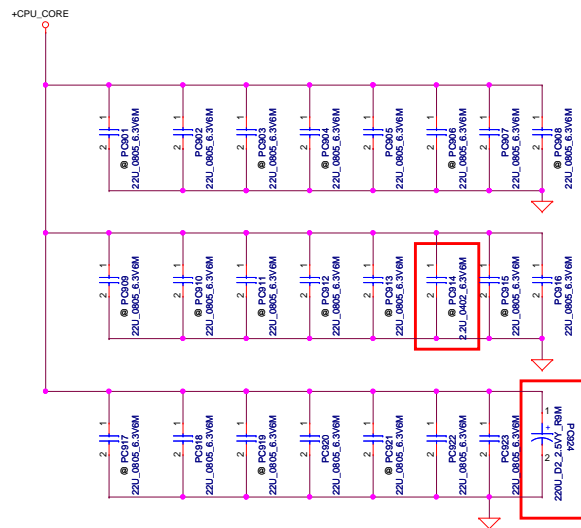 +CPU_CORE
1
2
@ PC901
22U_0805_6.3V6M
1
2
PC902
22U_0805_6.3V6M
1
2
@ PC903
22U_0805_6.3V6M
1
2
@ PC904
22U_0805_6.3V6M
1
2
PC905
22U_0805_6.3V6M
1
2
@ PC906
22U_0805_6.3V6M
1
2
PC907
22U_0805_6.3V6M
1
2
@ PC908
22U_0805_6.3V6M
1
2
@ PC909
22U_0805_6.3V6M
1
2
@ PC910
22U_0805_6.3V6M
1
2
@ PC911
22U_0805_6.3V6M
1
2
@ PC912
22U_0805_6.3V6M
1
2
@ PC913
22U_0805_6.3V6M
1
2
@ PC914
2.2U_0402_6.3V6M
1
2
@ PC915
22U_0805_6.3V6M
1
2
PC916
22U_0805_6.3V6M
1
2
@ PC917
22U_0805_6.3V6M
1
2
PC918
22U_0805_6.3V6M
1
2
@ PC919
22U_0805_6.3V6M
1
2
PC920
22U_0805_6.3V6M
1
2
@ PC921
22U_0805_6.3V6M
1
2
PC922
22U_0805_6.3V6M
1
2
PC923
22U_0805_6.3V6M
1
+
2
PC924
220U_D2_2.5VY_R9M